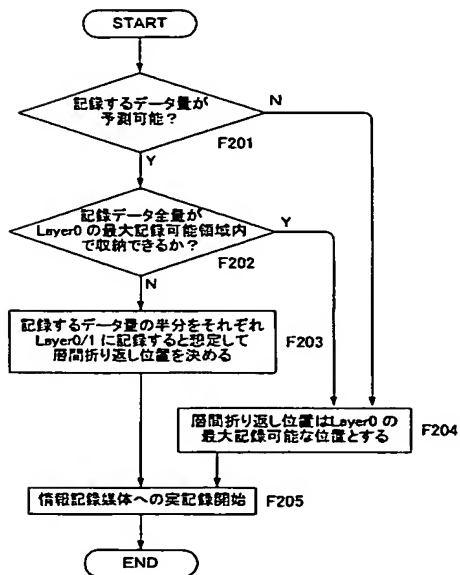 START
記録するデータ量が
予測可能？
N
F201
Y
記録データ全量が
Layer0 の最大記録可能領域内
で収納できるか？
Y
F202
N
記録するデータ量の半分をそれぞれ
Layer0/1 に記録すると想定して
層間折り返し位置を決める
F203
層間折り返し位置はLayer0 の
最大記録可能な位置とする
F204
情報記録媒体への実記録開始
F205
END